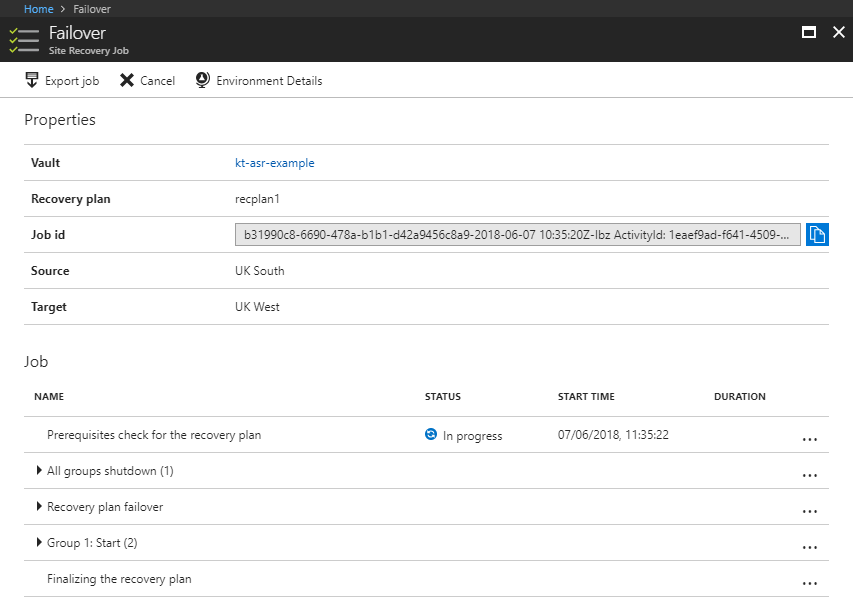 Home > Failover
Failover
Site Recovery Job
Export job Cancel Environment Details
Properties
Vault kt-asr-example
Recovery plan recplan1
Job id b31990c8-6690-478a-b1b1-d42a9456c8a9-2018-06-07 10:35:20Z-Ibz ActivityId: 1eaef9ad-f641-4509-...
Source UK South
Target UK West
Job
NAME STATUS START TIME DURATION
Prerequisites check for the recovery plan In progress 07/06/2018, 11:35:22 ...
All groups shutdown (1) ...
Recovery plan failover ...
Group 1: Start (2) ...
Finalizing the recovery plan ...